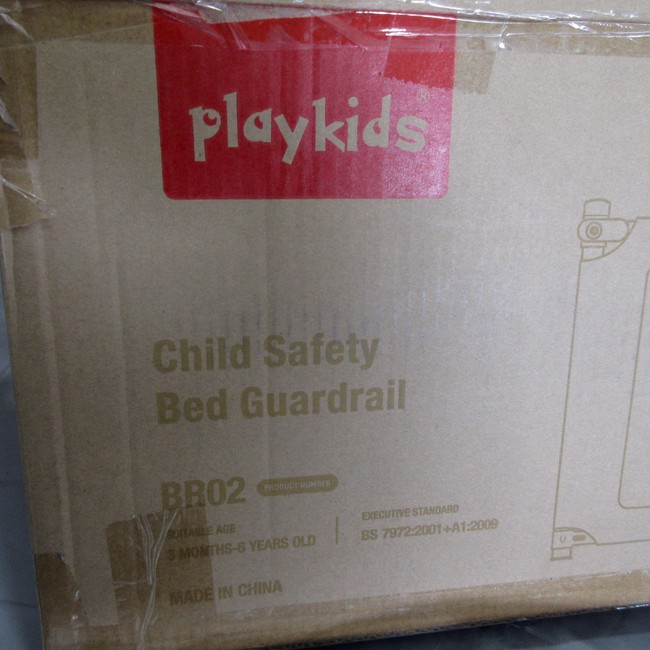 playkids®
Child Safety
Bed Guardrail
BR02 PRODUCT NUMBER
SUITABLE AGE
3 MONTHS-6 YEARS OLD
EXECUTIVE STANDARD
BS 7972:2001+A1:2009
MADE IN CHINA